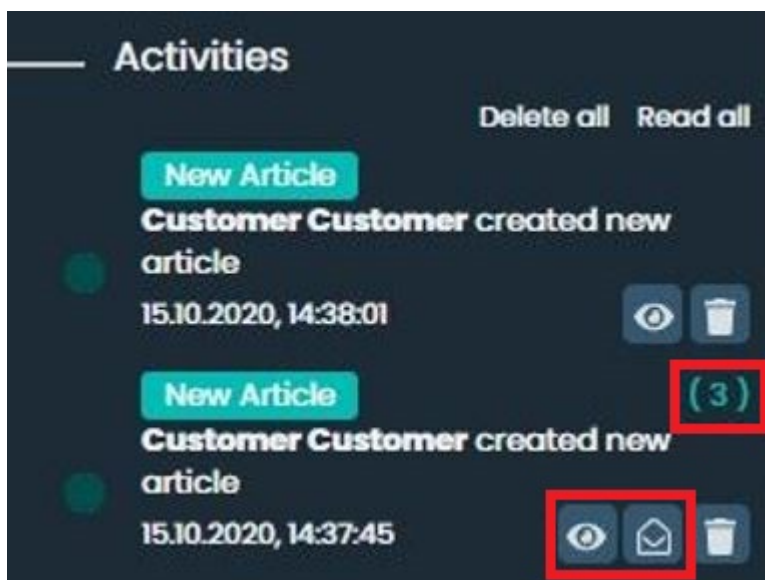 Activities
Delete all Read all
New Article
Customer Customer created new
article
15.10.2020, 14:38:01
New Article
(3)
Customer Customer created new
article
15.10.2020, 14:37:45